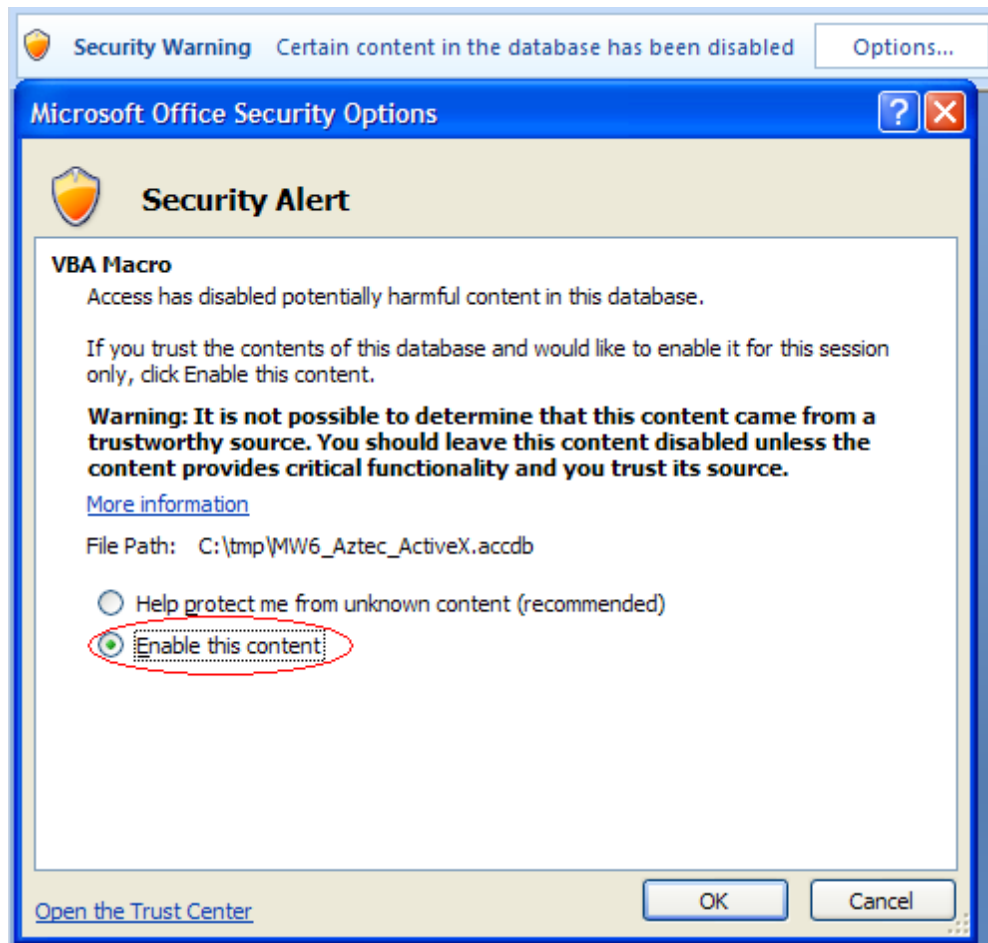 Security Warning Certain content in the database has been disabled Options...
Microsoft Office Security Options ?
Security Alert
VBA Macro
Access has disabled potentially harmful content in this database.
If you trust the contents of this database and would like to enable it for this session
only, click Enable this content.
Warning: It is not possible to determine that this content came from a
trustworthy source. You should leave this content disabled unless the
content provides critical functionality and you trust its source.
More information
File Path: C:\tmp\MW6_Aztec_ActiveX.accdb
Help protect me from unknown content (recommended)
Enable this content
Open the Trust Center OK Cancel